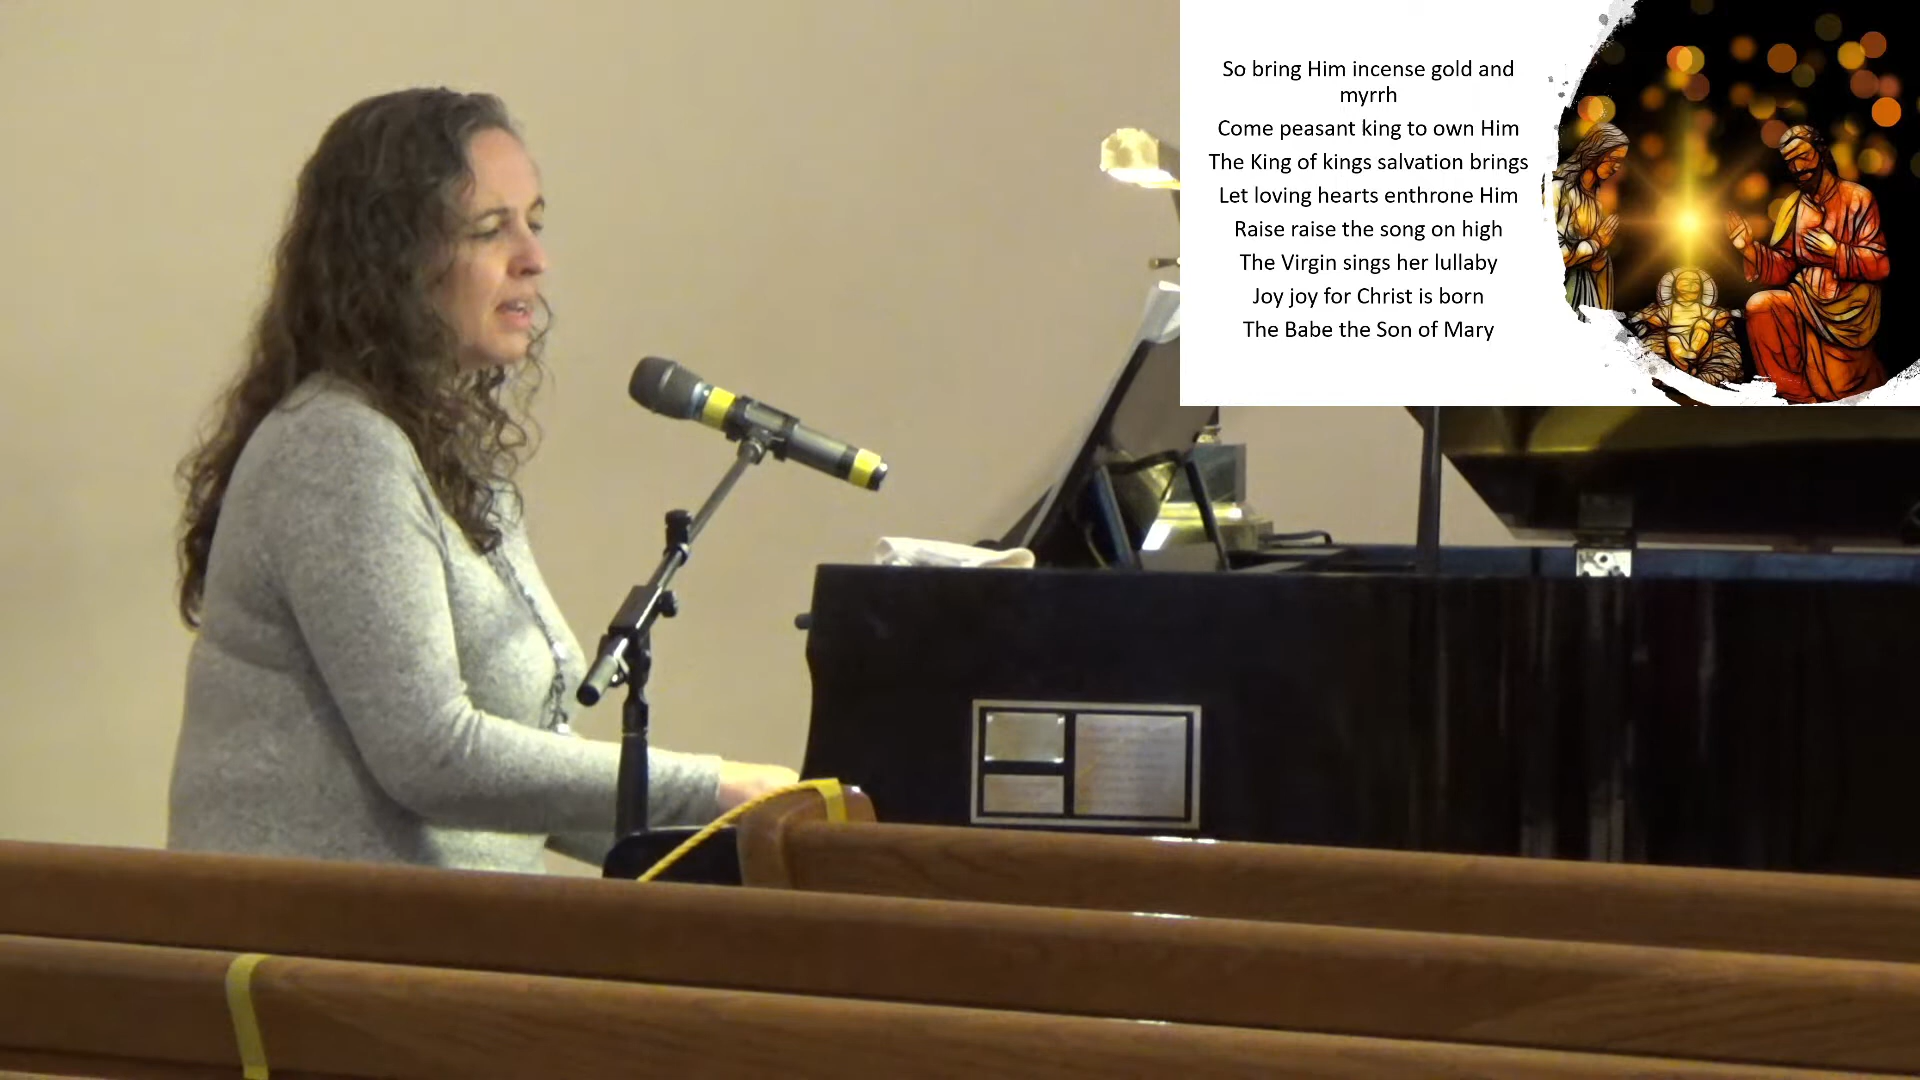 So bring Him incense gold and
myrrh
Come peasant king to own Him
The King of kings salvation brings
Let loving hearts enthrone Him
Raise raise the song on high
The Virgin sings her lullaby
Joy joy for Christ is born
The Babe the Son of Mary